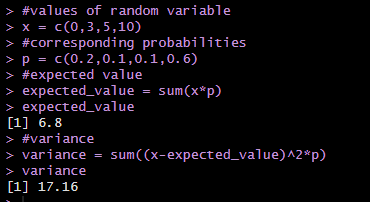 > #values of random variable
> x = c(0,3,5,10)
> #corresponding probabilities
> p = c(0.2,0.1,0.1,0.6)
> #expected value
> expected_value = sum(x*p)
> expected_value
[1] 6.8
> #variance
> variance = sum((x-expected_value)^2*p)
> variance
[1] 17.16
>